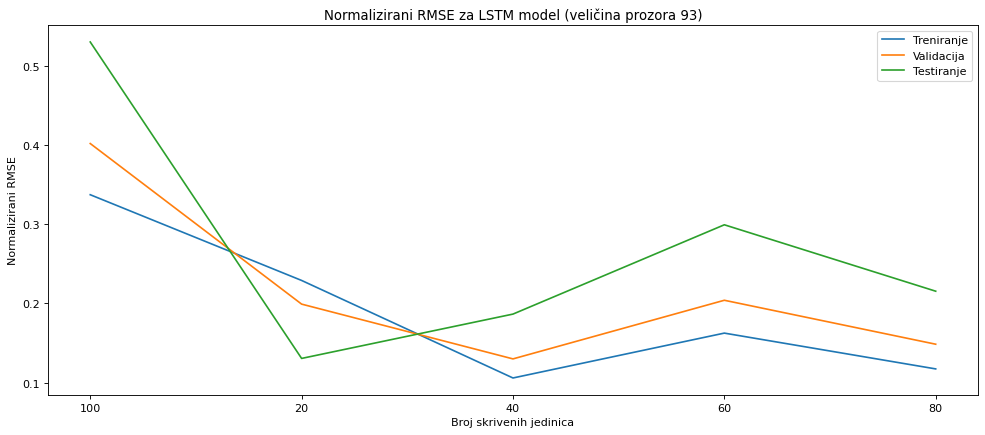 Normalizirani RMSE za LSTM model (veličina prozora 93)
Treniranje
Validacija
Testiranje
Normalizirani RMSE
0.5
0.4
0.3
0.2
0.1
100 20 40 60 80
Broj skrivenih jedinica